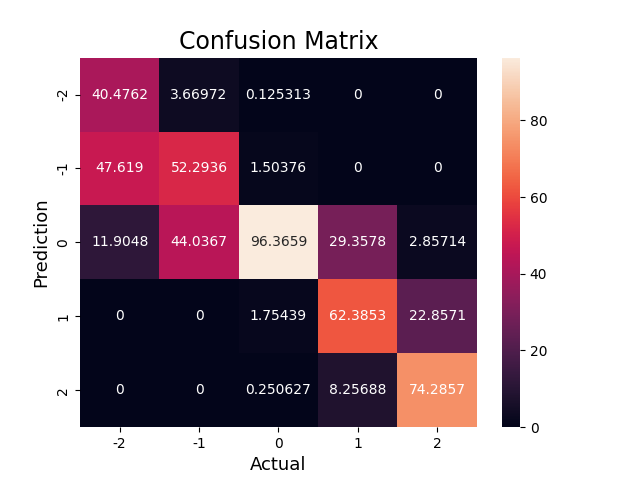 Confusion Matrix
-2 40.4762 3.66972 0.125313 0 0
-1 47.619 52.2936 1.50376 0 0
0 11.9048 44.0367 96.3659 29.3578 2.85714
1 0 0 1.75439 62.3853 22.8571
2 0 0 0.250627 8.25688 74.2857
-2 -1 0 1 2
Prediction
Actual
80
60
40
20
0